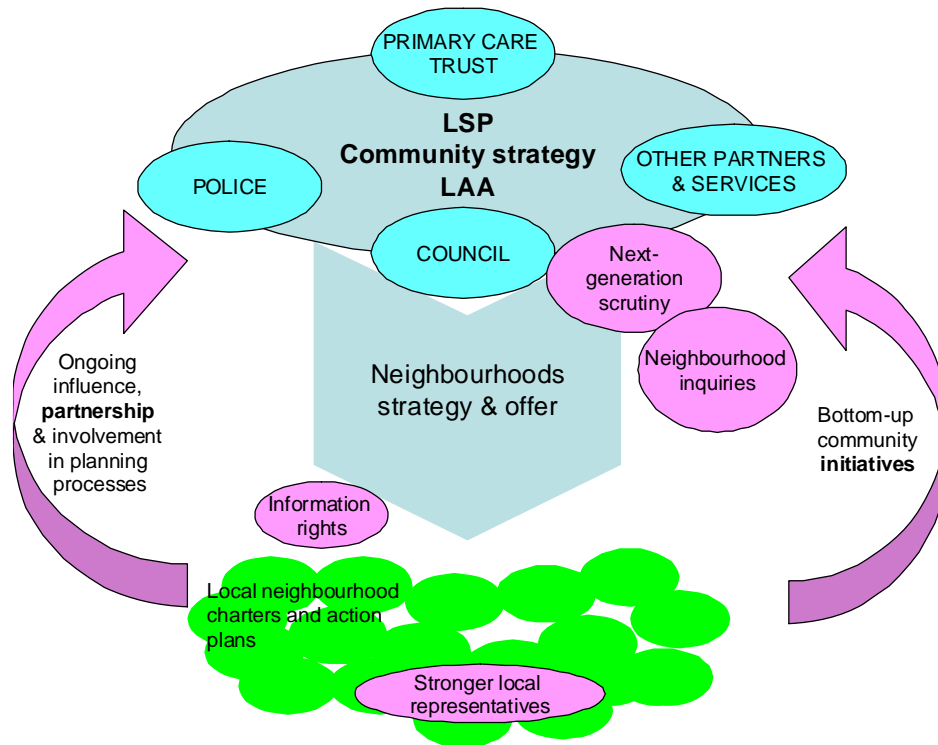 PRIMARY CARE
TRUST
LSP
Community strategy
LAA
OTHER PARTNERS
& SERVICES
POLICE
COUNCIL
Next-
generation
scrutiny
Neighbourhood
inquiries
Ongoing
influence,
partnership
& involvement
in planning
processes
Neighbourhoods
strategy & offer
Bottom-up
community
initiatives
Information
rights
Local neighbourhood
charters and action
plans
Stronger local
representatives